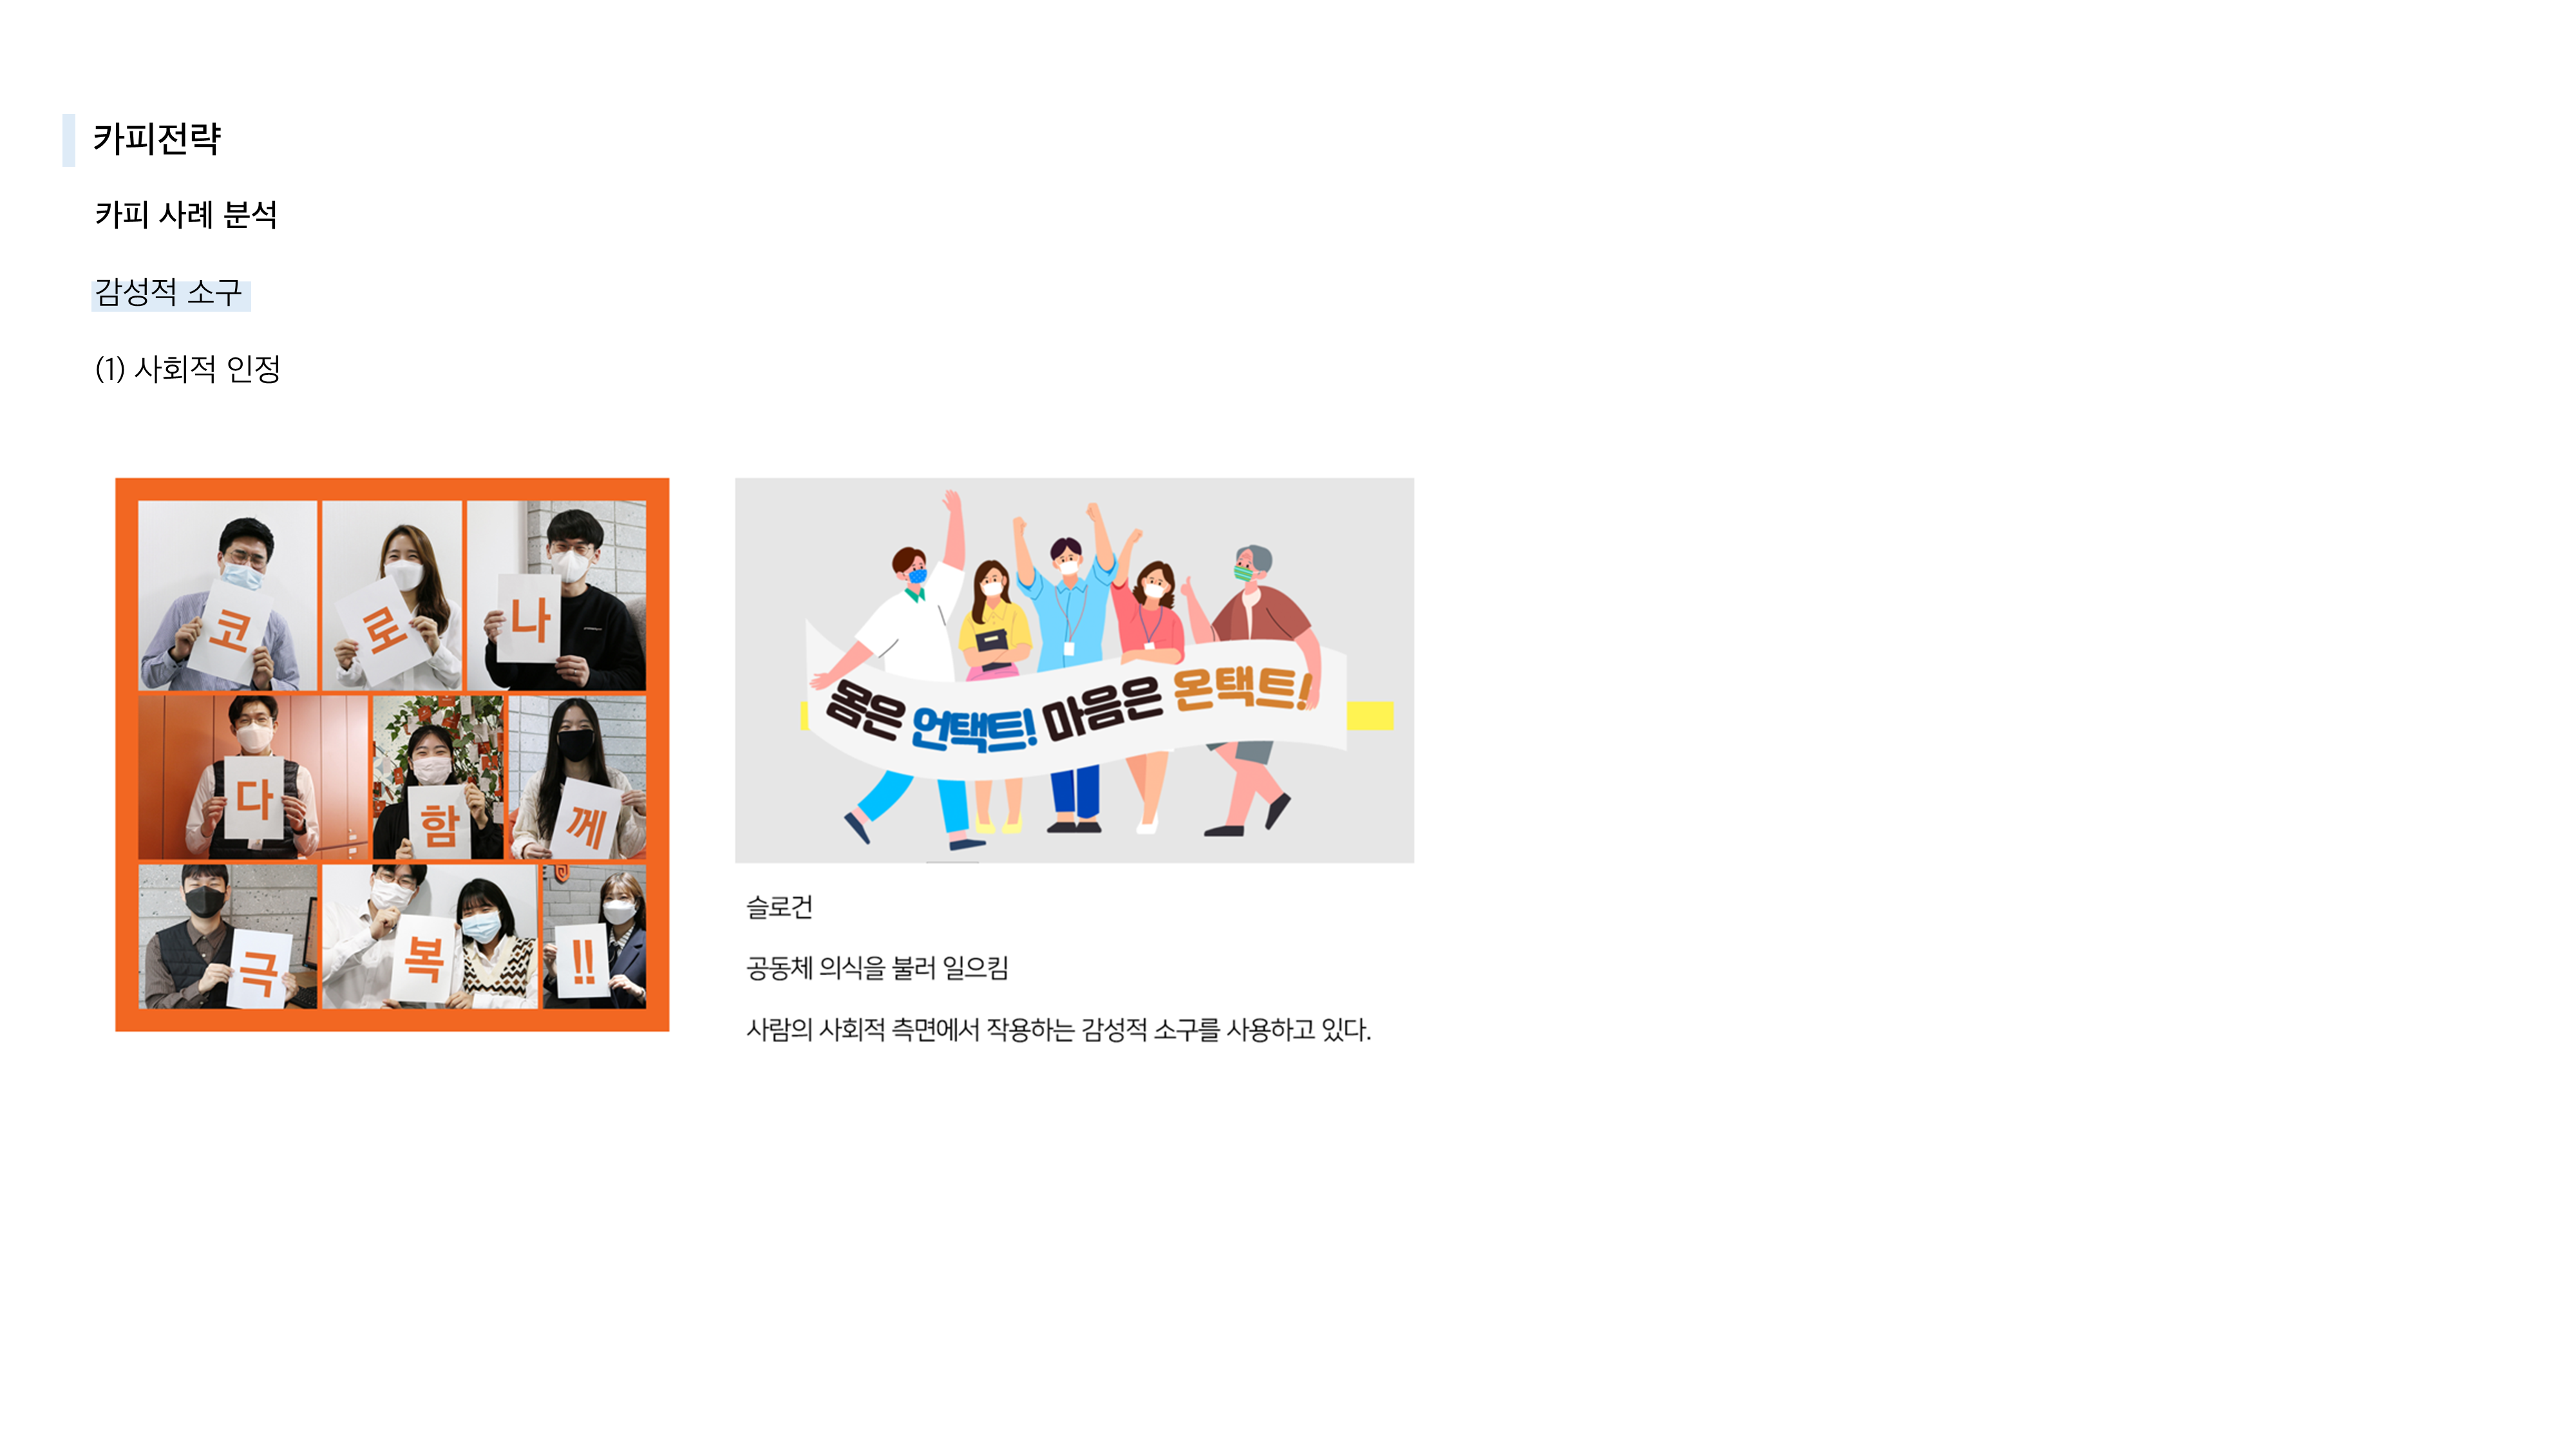 카피전략
카피 사례 분석
감성적 소구
(1) 사회적 인정
코 로 나
다 함 께
극 복 !!
몸은 언택트! 마음은 온택트!
슬로건
공동체 의식을 불러 일으킴
사람의 사회적 측면에서 작용하는 감성적 소구를 사용하고 있다.